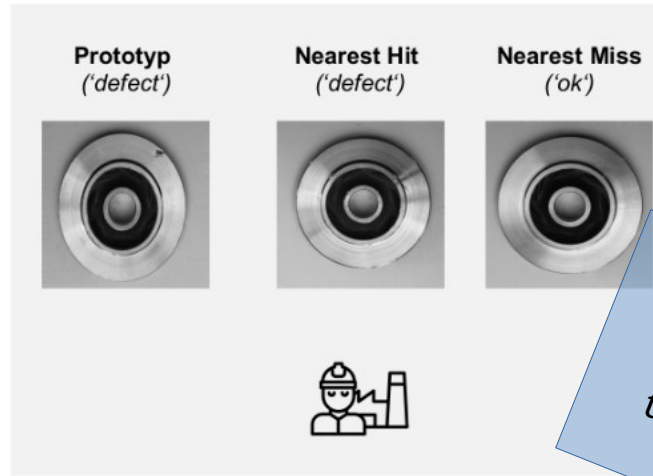 Prototyp
('defect')
Nearest Hit
('defect')
Nearest Miss
('ok')